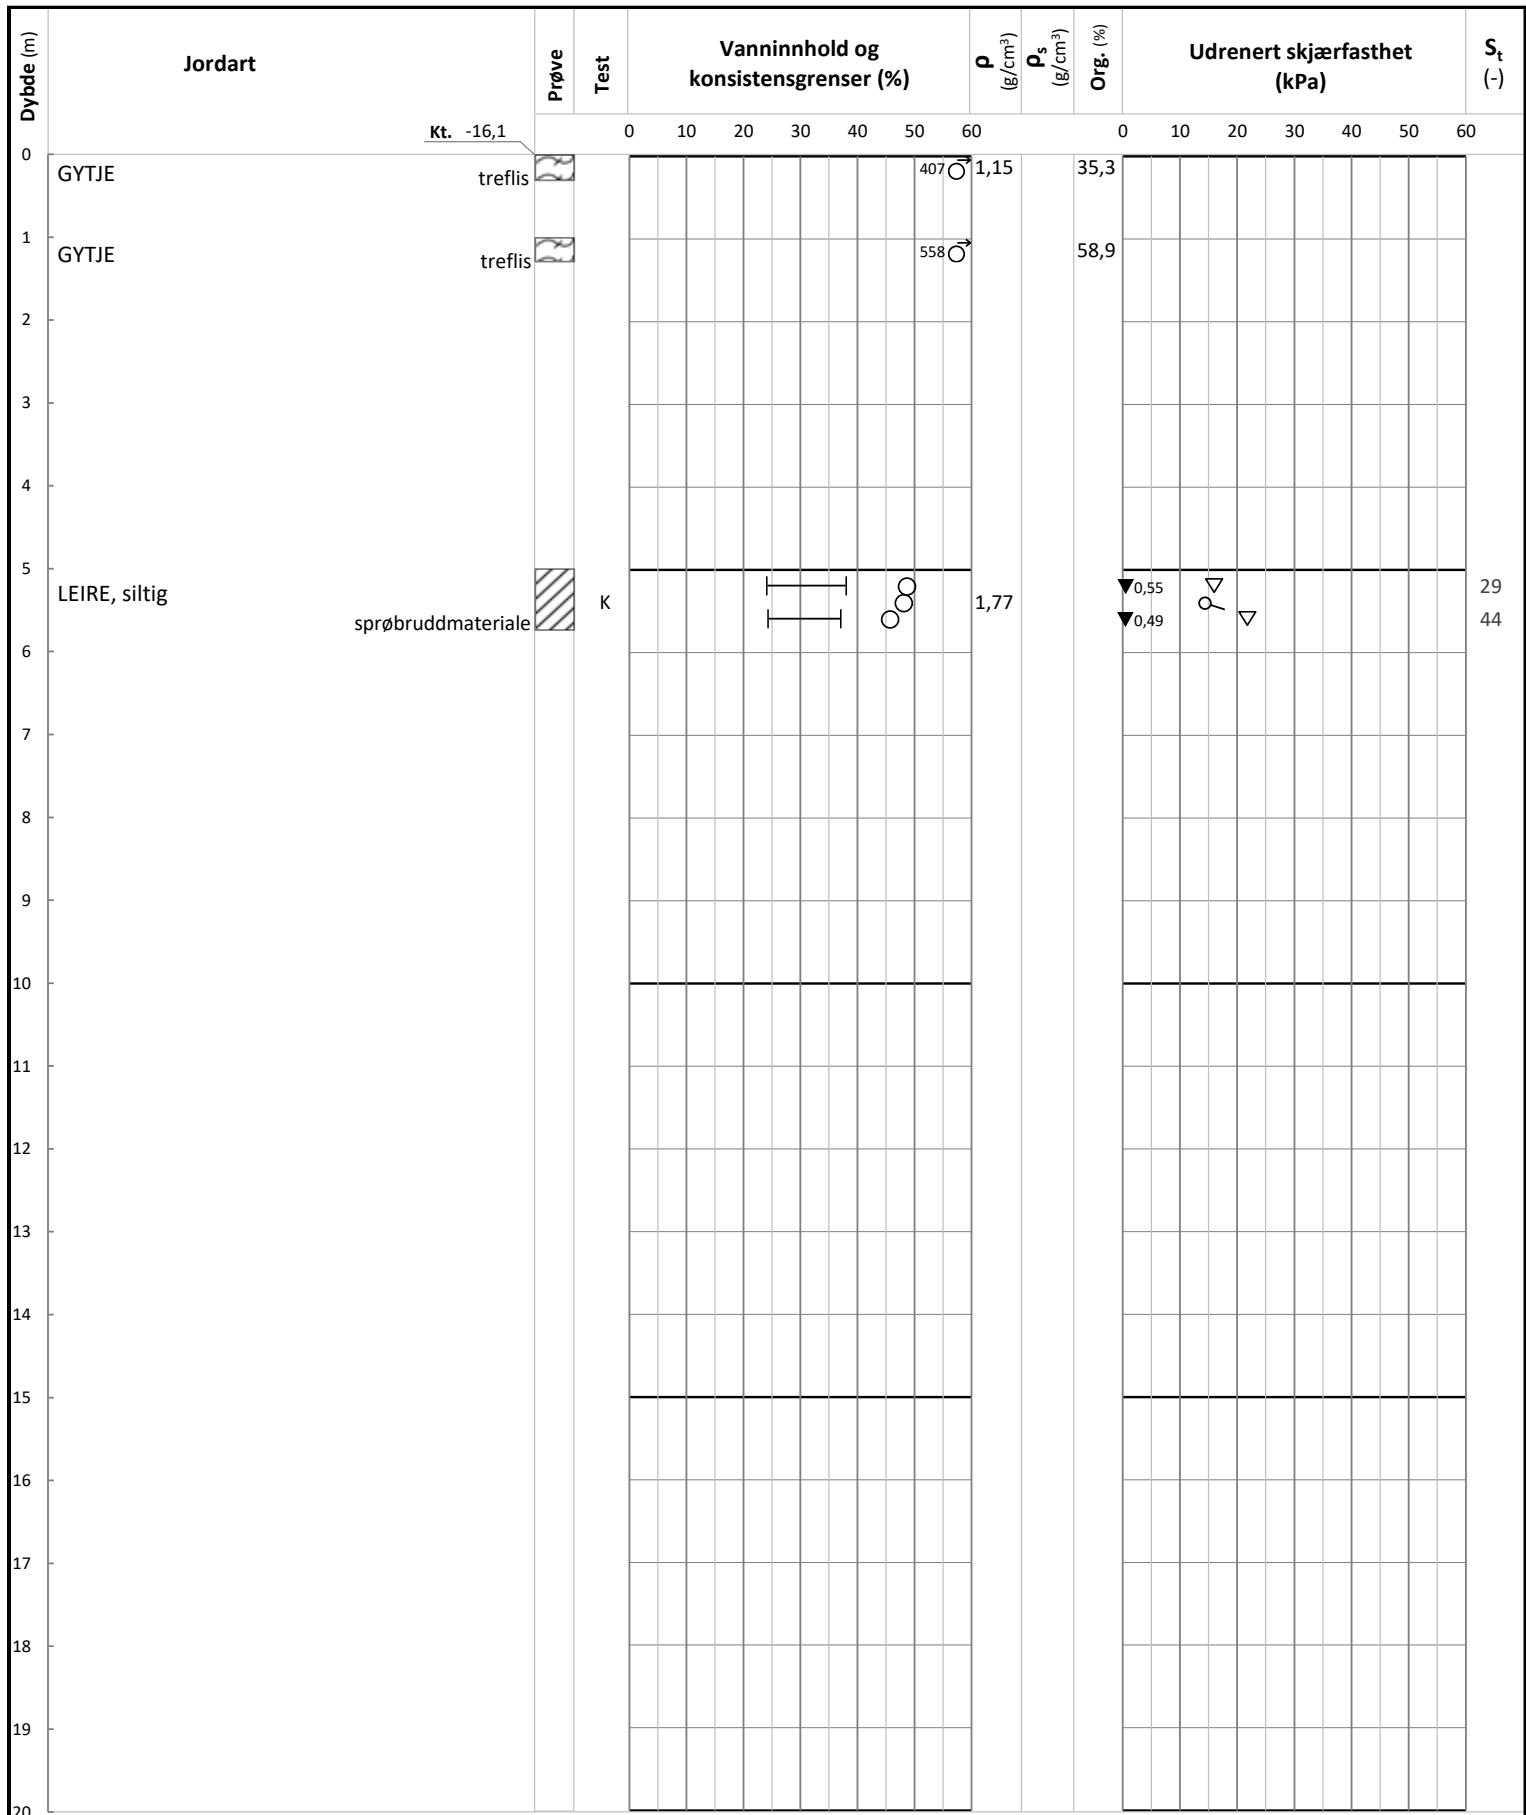 Dybde (m)
Jordart
Prøve
Test
Vanninnhold og
konsistensgrenser (%)
ρ
(g/cm³)
ρs
(g/cm³)
Org. (%)
Udrenert skjærfasthet
(kPa)
St
(-)
Kt. -16,1
0 10 20 30 40 50 60
0 10 20 30 40 50 60
0
GYTJE
treflis
407
1,15
35,3
1
GYTJE
treflis
558
58,9
2
3
4
5
LEIRE, siltig
0,55
29
K
1,77
sprøbruddmateriale
0,49
44
6
7
8
9
10
11
12
13
14
15
16
17
18
19
20